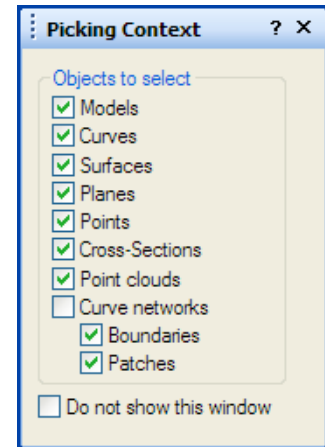 Picking Context ? ×
Objects to select
Models
Curves
Surfaces
Planes
Points
Cross-Sections
Point clouds
Curve networks
Boundaries
Patches
Do not show this window